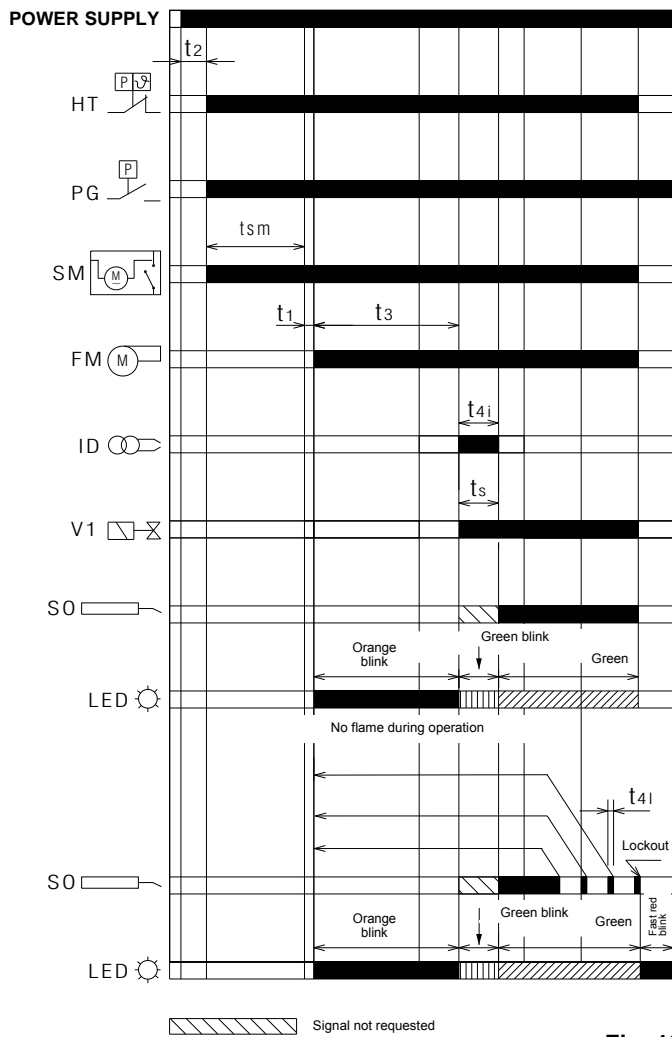 POWER SUPPLY
t2
P ϑ
HT
P
PG
tsm
SM M
t1 t3
FM M
t4i
ID
ts
V1
SO
Green blink
Orange
blink
Green
LED
No flame during operation
t4l
Lockout
SO
Green blink
Orange
blink
Green
Fast red
blink
LED
Signal not requested